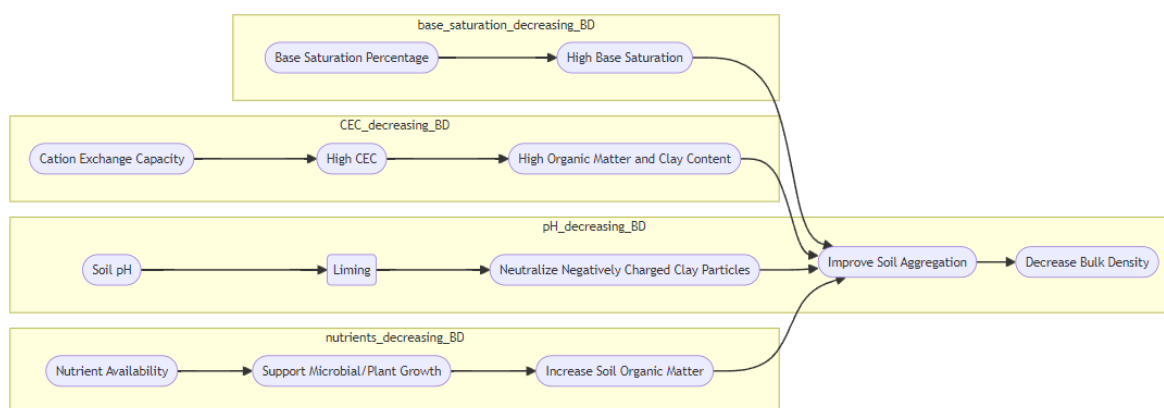 base_saturation_decreasing_BD
Base Saturation Percentage
High Base Saturation
CEC_decreasing_BD
Cation Exchange Capacity
High CEC
High Organic Matter and Clay Content
pH_decreasing_BD
Soil pH
Liming
Neutralize Negatively Charged Clay Particles
Improve Soil Aggregation
Decrease Bulk Density
nutrients_decreasing_BD
Nutrient Availability
Support Microbial/Plant Growth
Increase Soil Organic Matter